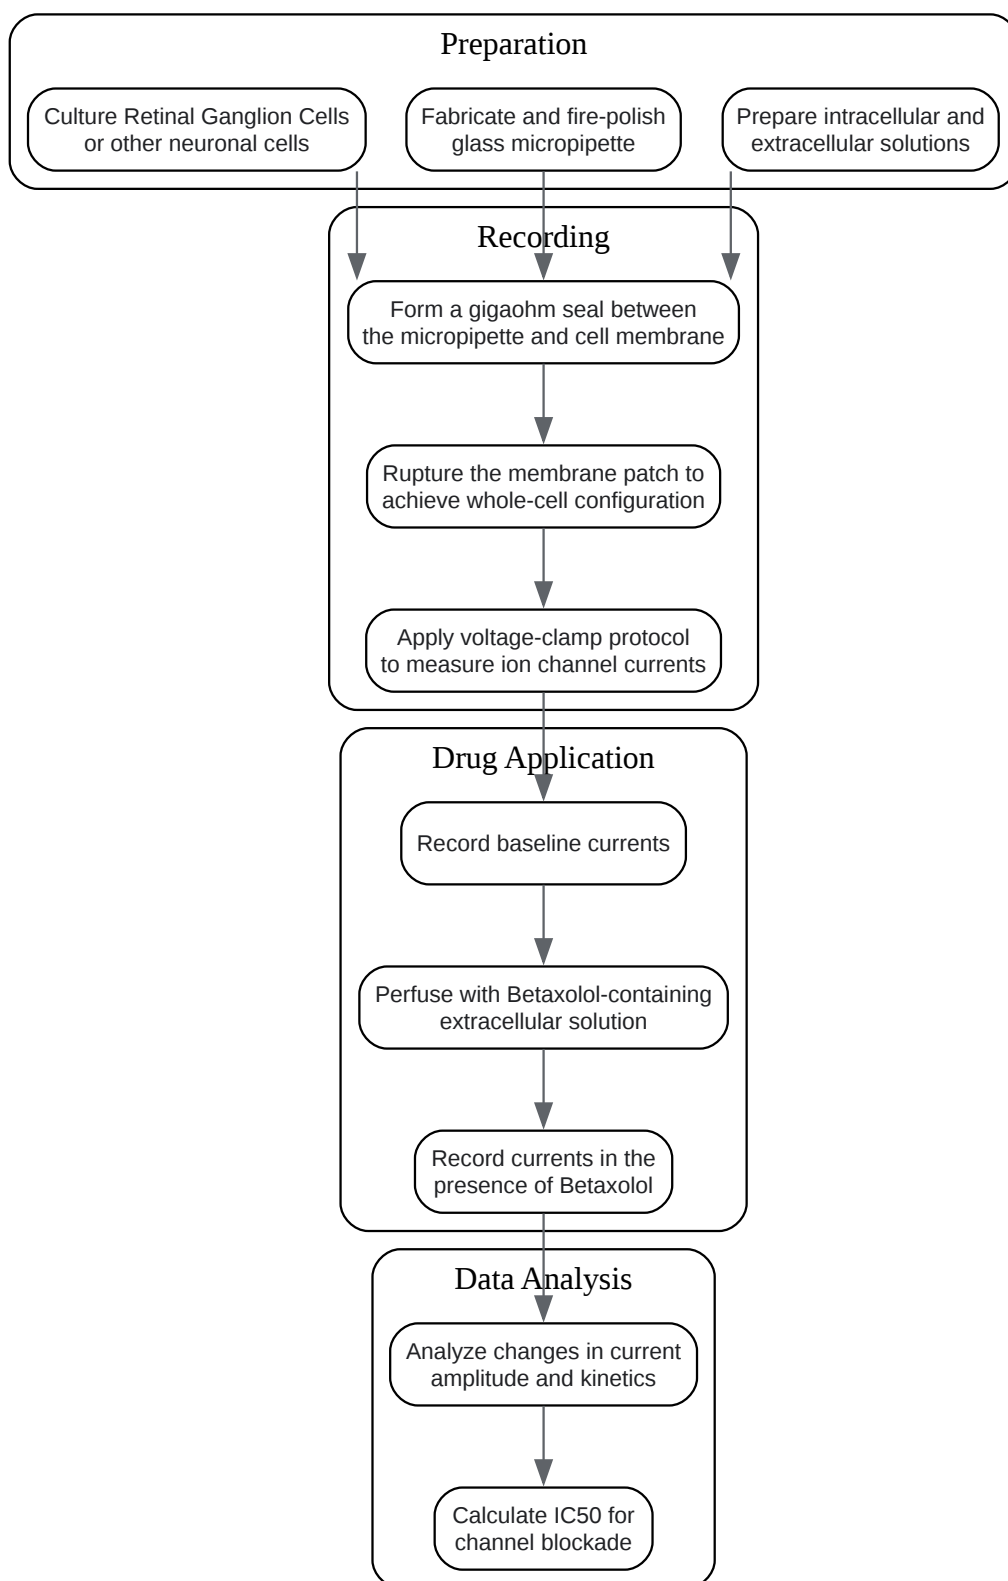 Preparation
Culture Retinal Ganglion Cells
or other neuronal cells
Fabricate and fire-polish
glass micropipette
Prepare intracellular and
extracellular solutions
Recording
Form a gigaohm seal between
the micropipette and cell membrane
Rupture the membrane patch to
achieve whole-cell configuration
Apply voltage-clamp protocol
to measure ion channel currents
Drug Application
Record baseline currents
Perfuse with Betaxolol-containing
extracellular solution
Record currents in the
presence of Betaxolol
Data Analysis
Analyze changes in current
amplitude and kinetics
Calculate IC50 for
channel blockade